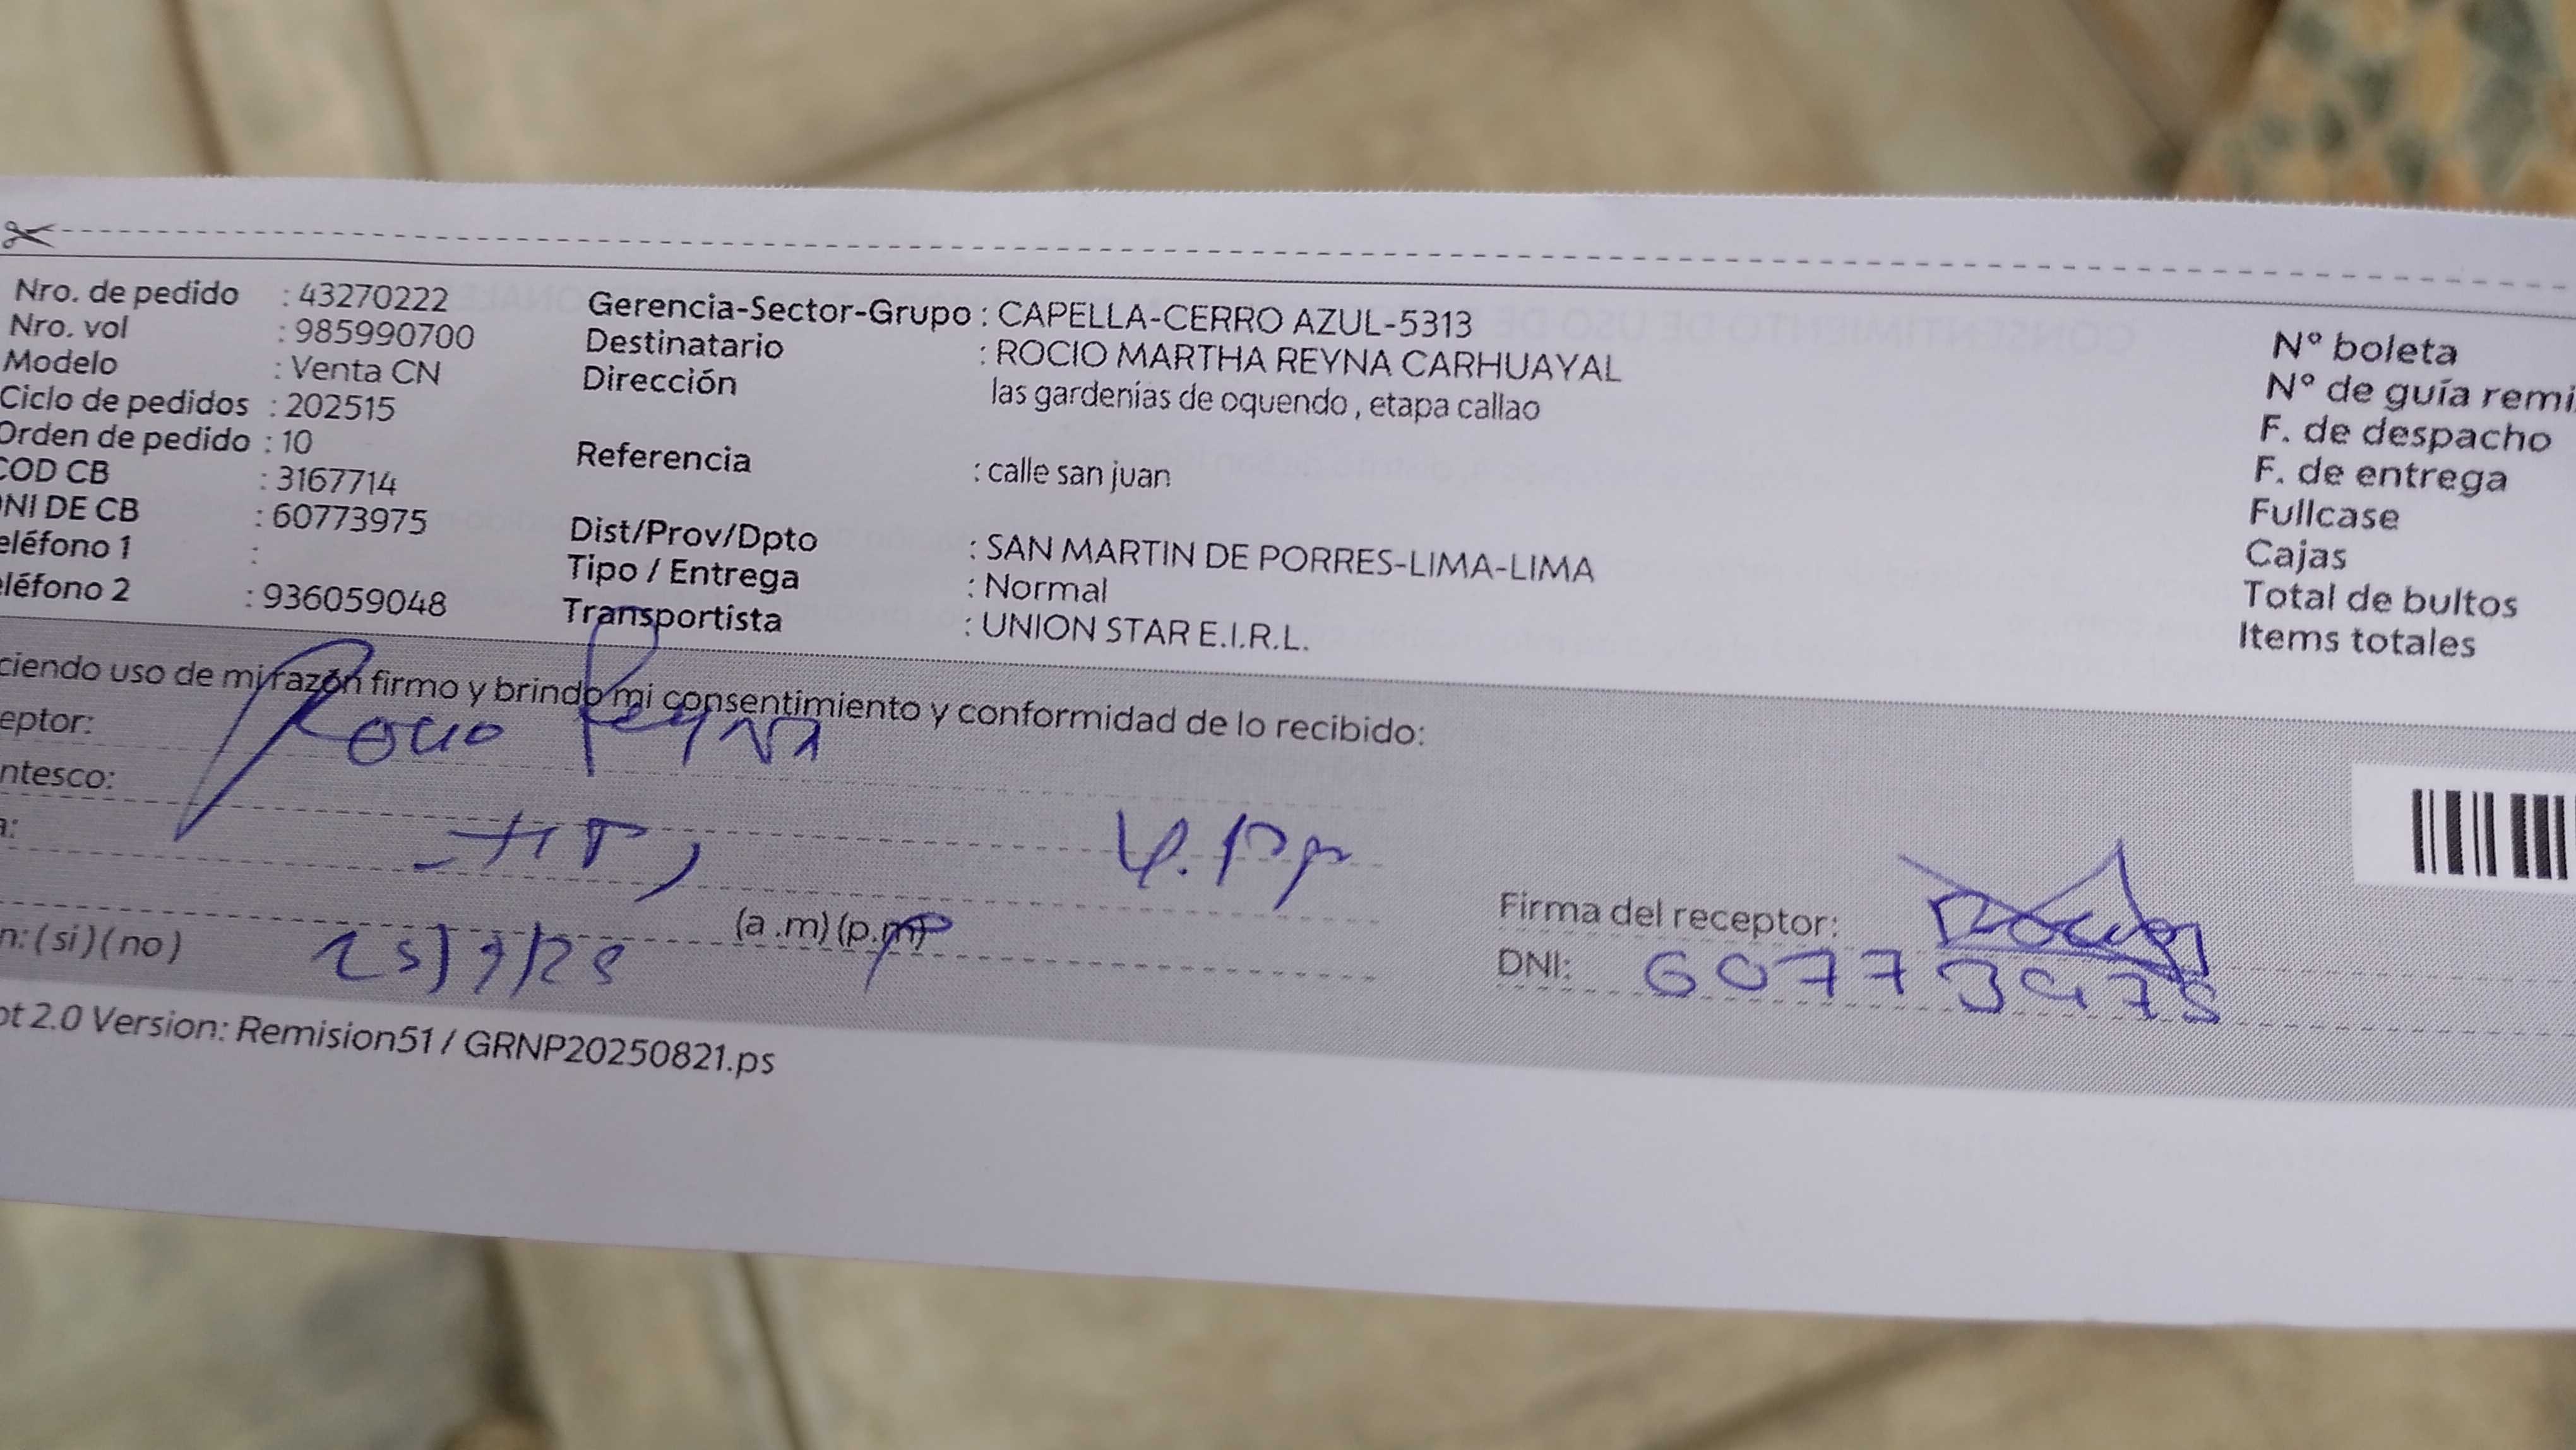 Nro. de pedido : 43270222
Nro. vol : 985990700
Modelo : Venta CN
Ciclo de pedidos : 202515
Orden de pedido : 10
COD CB : 3167714
NI DE CB : 60773975
eléfono 1 :
eléfono 2 : 936059048
Gerencia-Sector-Grupo : CAPELLA-CERRO AZUL-5313
Destinatario : ROCIO MARTHA REYNA CARHUAYAL
Dirección las gardenias de oquendo , etapa callao
Referencia : calle san juan
Dist/Prov/Dpto : SAN MARTIN DE PORRES-LIMA-LIMA
Tipo / Entrega : Normal
Transportista : UNION STAR E.I.R.L.
N° boleta
N° de guía remi
F. de despacho
F. de entrega
Fullcase
Cajas
Total de bultos
Items totales
ciendo uso de mi razón firmo y brindo mi consentimiento y conformidad de lo recibido:
eptor: Rocio Reyna
ntesco:
a:
(a .m) (p.m)
n: ( si ) ( no )
Firma del receptor:
DNI: 60773975
ot 2.0 Version: Remision51 / GRNP20250821.ps